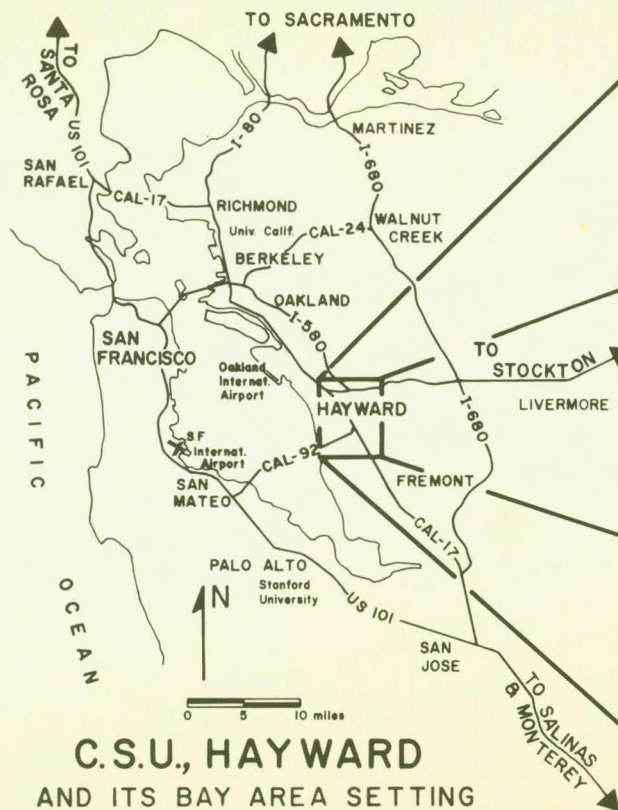 TO SACRAMENTO
TO
SANTA
ROSA
US 101
I-80
MARTINEZ
I-680
SAN
RAFAEL
CAL-17
RICHMOND
Univ. Calif.
CAL-24
WALNUT
CREEK
BERKELEY
OAKLAND
I-580
SAN
FRANCISCO
Oakland
Internat.
Airport
TO
STOCKTON
PACIFIC
HAYWARD
LIVERMORE
I-680
S.F.
Internat.
Airport
CAL-92
SAN
MATEO
FREMONT
CAL-17
PALO ALTO
Stanford
University
OCEAN
N
US 101
SAN
JOSE
TO SALINAS
& MONTEREY
0 5 10 miles
C.S.U., HAYWARD
AND ITS BAY AREA SETTING